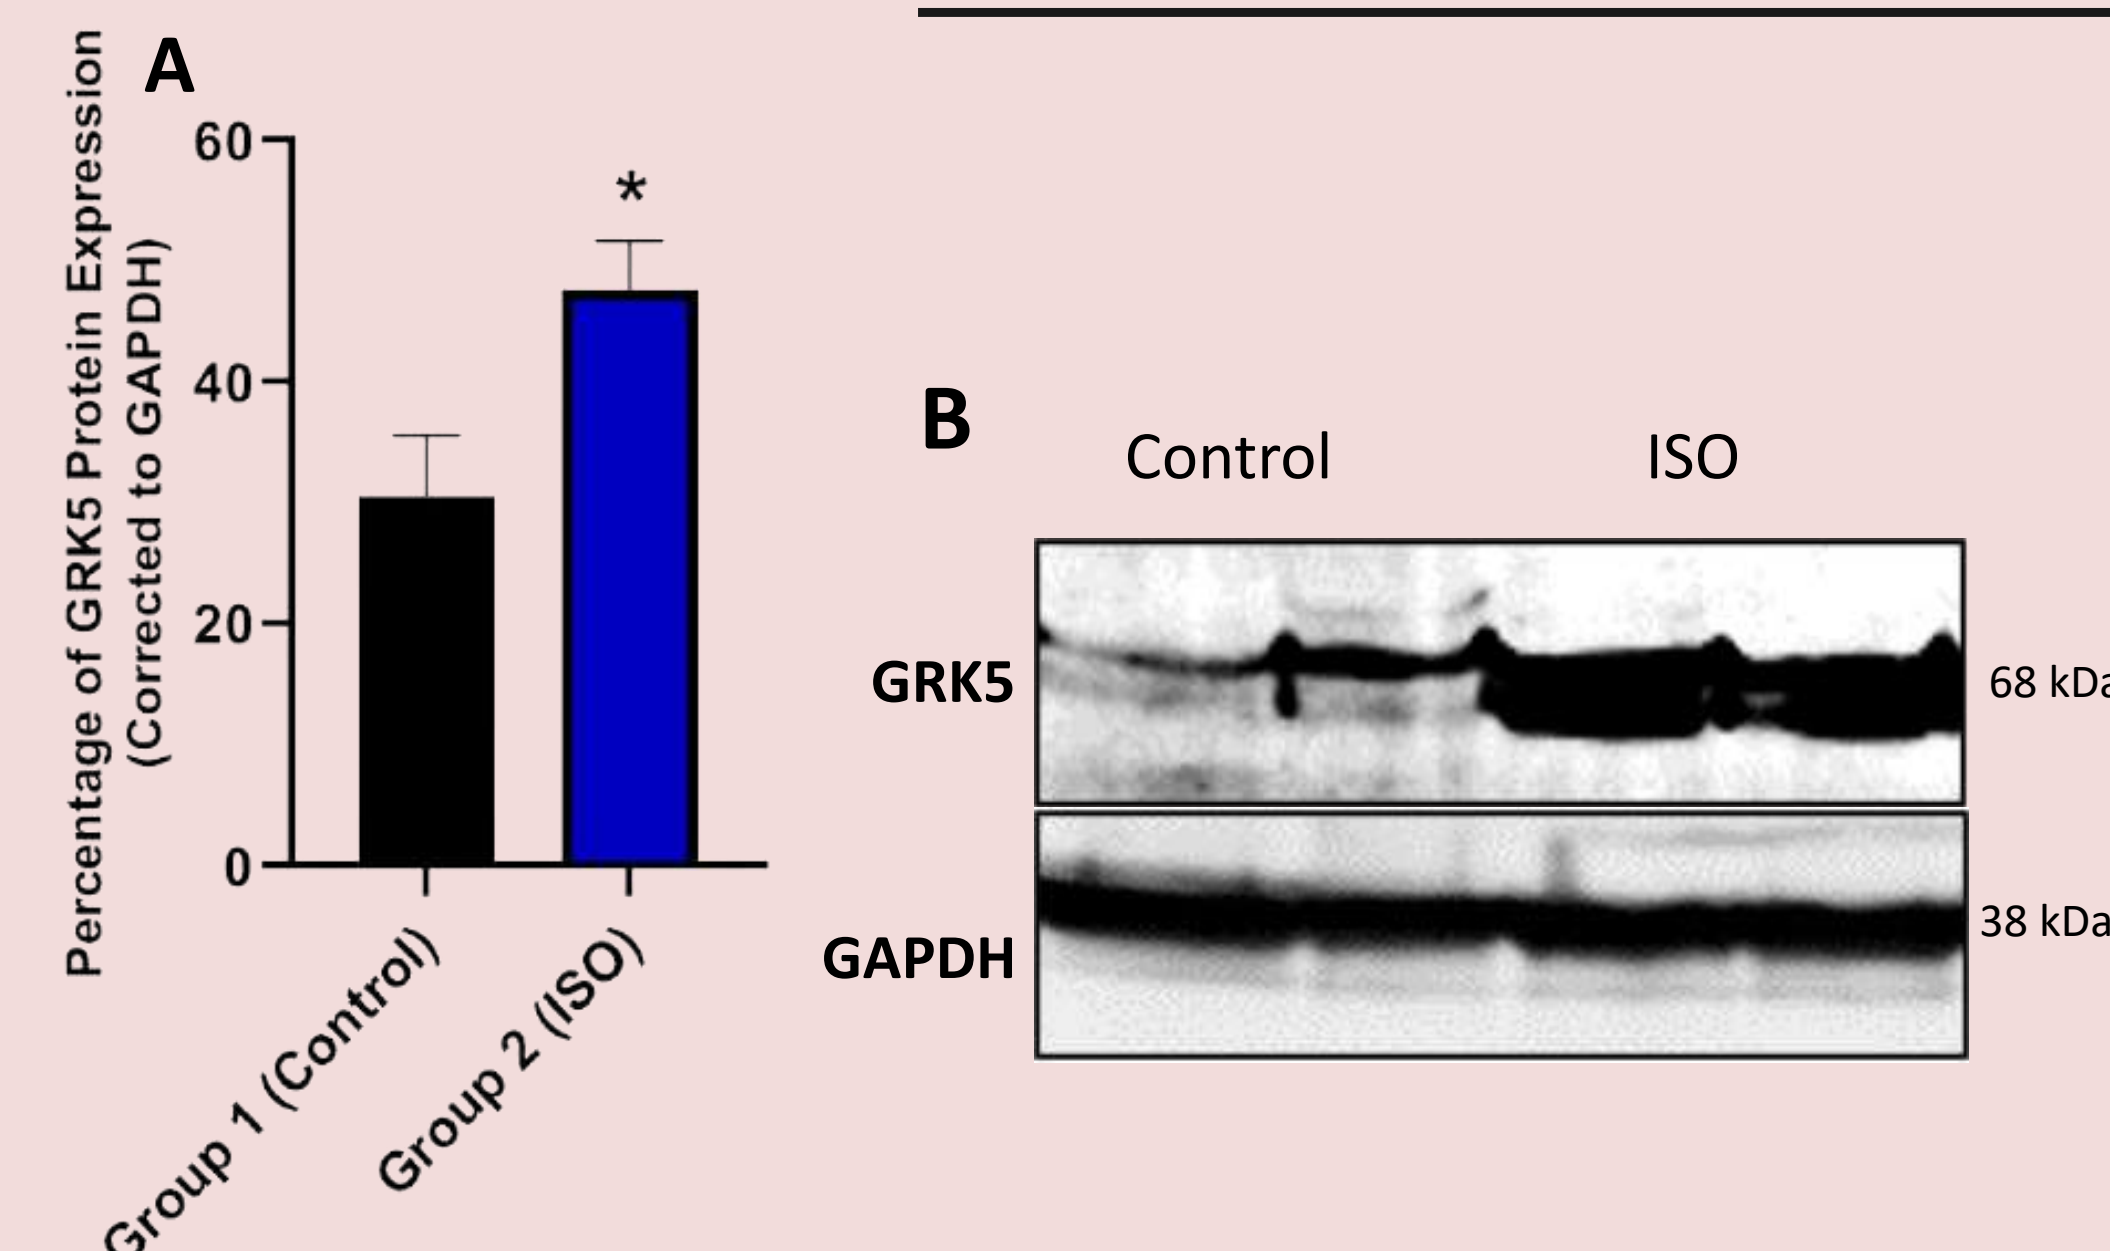 A
Percentage of GRK5 Protein Expression
(Corrected to GAPDH)
60
*
40
20
0
Group 1 (Control)
Group 2 (ISO)
B
Control ISO
GRK5 68 kDa
GAPDH 38 kDa